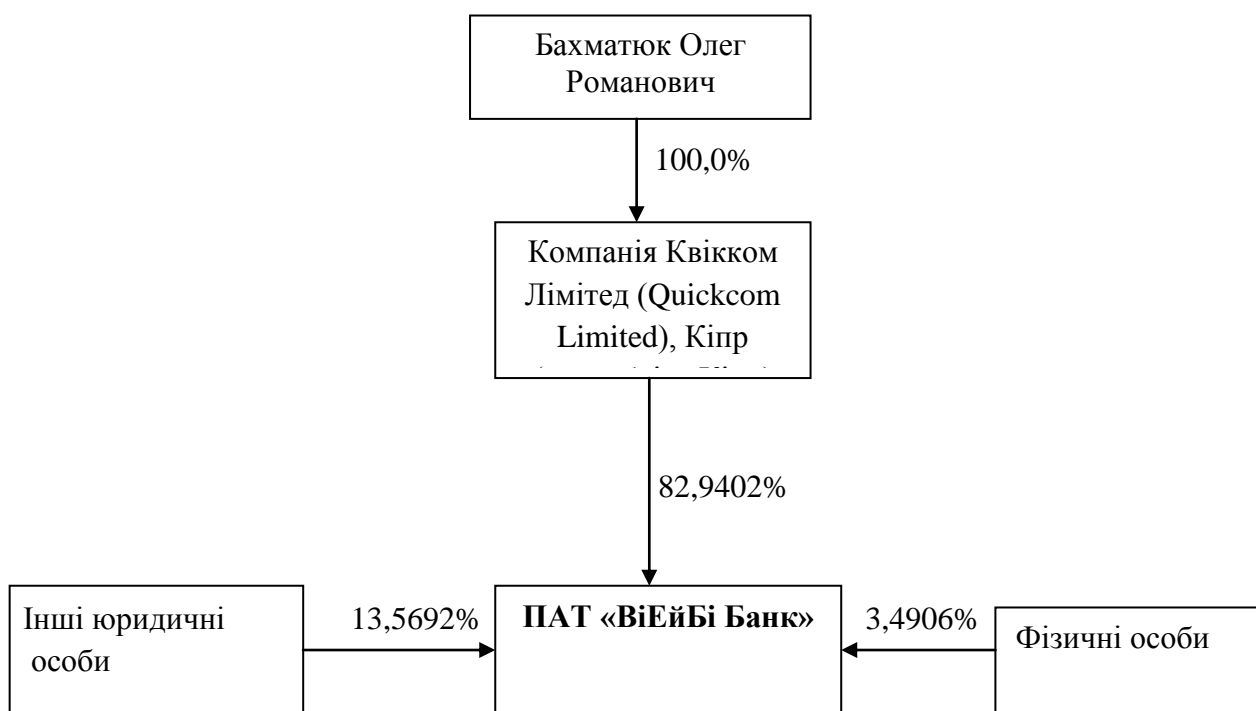 Бахматюк Олег
Романович
100,0%
Компанія Квікком
Лімітед (Quickcom
Limited), Кіпр
82,9402%
Інші юридичні
особи
13,5692%
ПАТ «ВіЕйБі Банк»
3,4906%
Фізичні особи